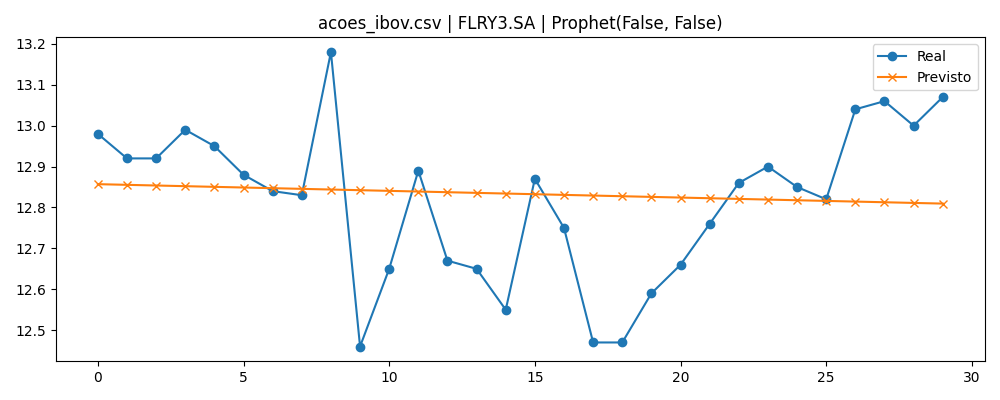 acoes_ibov.csv | FLRY3.SA | Prophet(False, False)
Real
Previsto
13.2
13.1
13.0
12.9
12.8
12.7
12.6
12.5
0 5 10 15 20 25 30